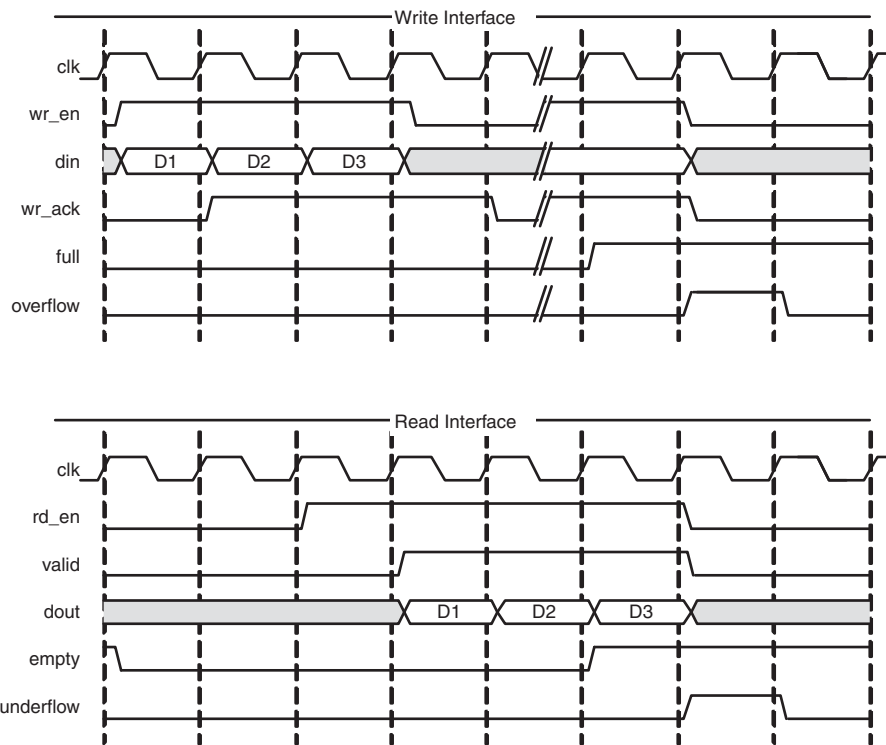 Write Interface
clk
wr_en
din D1 D2 D3
wr_ack
full
overflow
Read Interface
clk
rd_en
valid
dout D1 D2 D3
empty
underflow